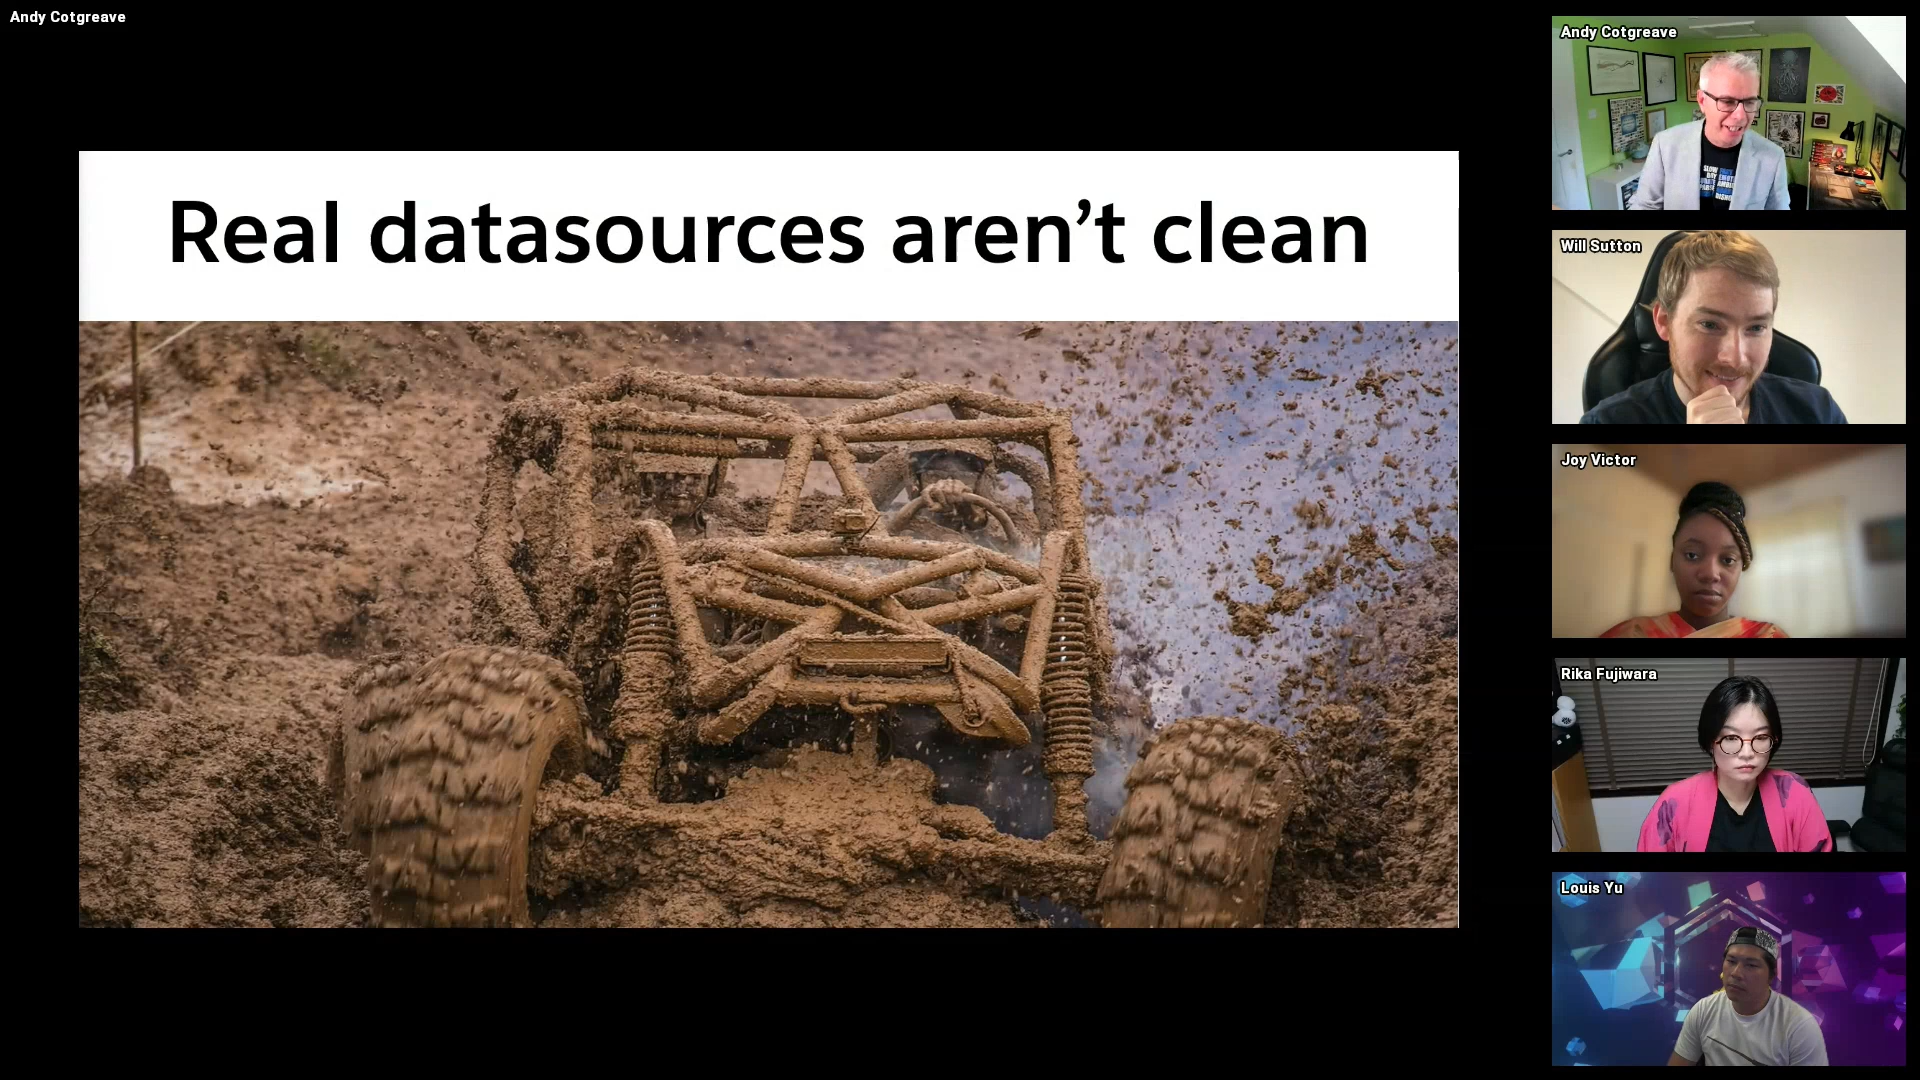 Andy Cotgreave
Real datasources aren't clean
Andy Cotgreave
Will Sutton
Joy Victor
Rika Fujiwara
Louis Yu